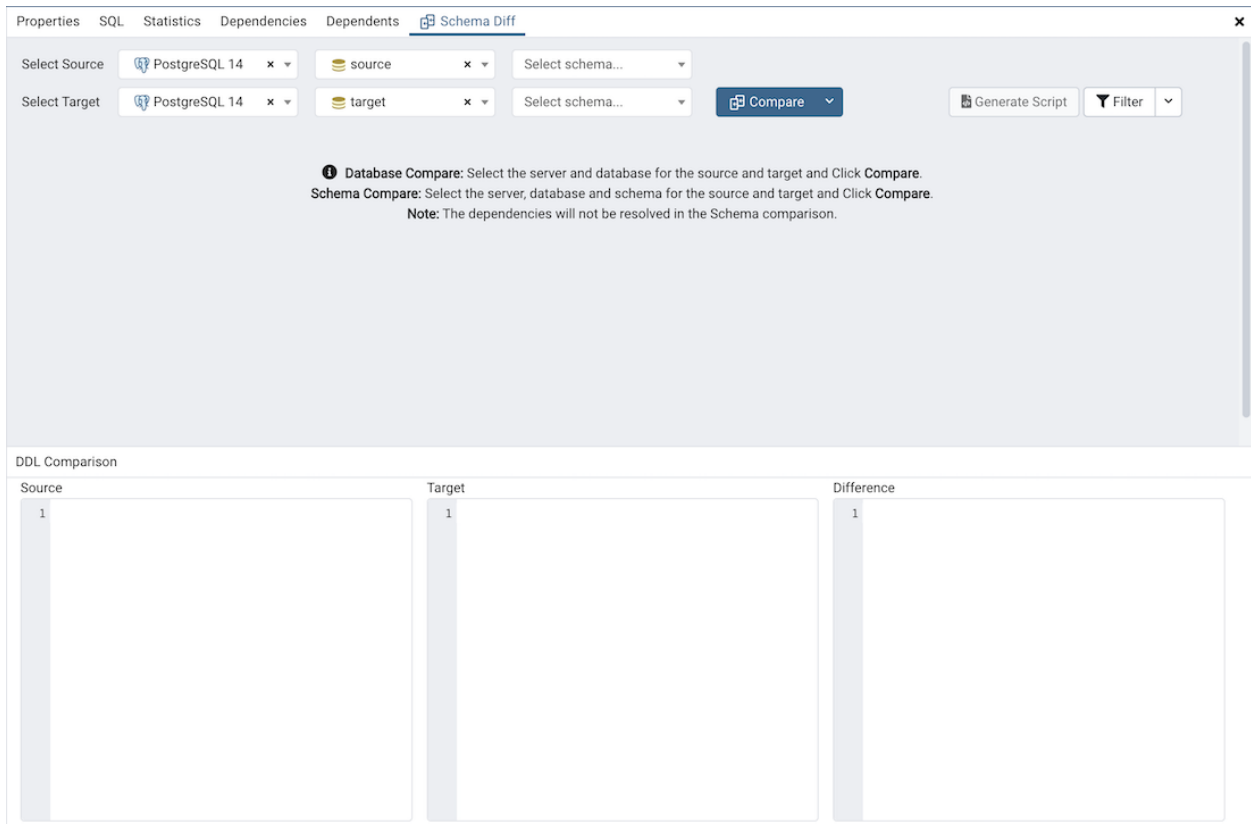 Properties SQL Statistics Dependencies Dependents Schema Diff ×
Select Source PostgreSQL 14 × source × Select schema...
Select Target PostgreSQL 14 × target × Select schema... Compare Generate Script Filter
Database Compare: Select the server and database for the source and target and Click Compare.
Schema Compare: Select the server, database and schema for the source and target and Click Compare.
Note: The dependencies will not be resolved in the Schema comparison.
DDL Comparison
Source Target Difference
1 1 1